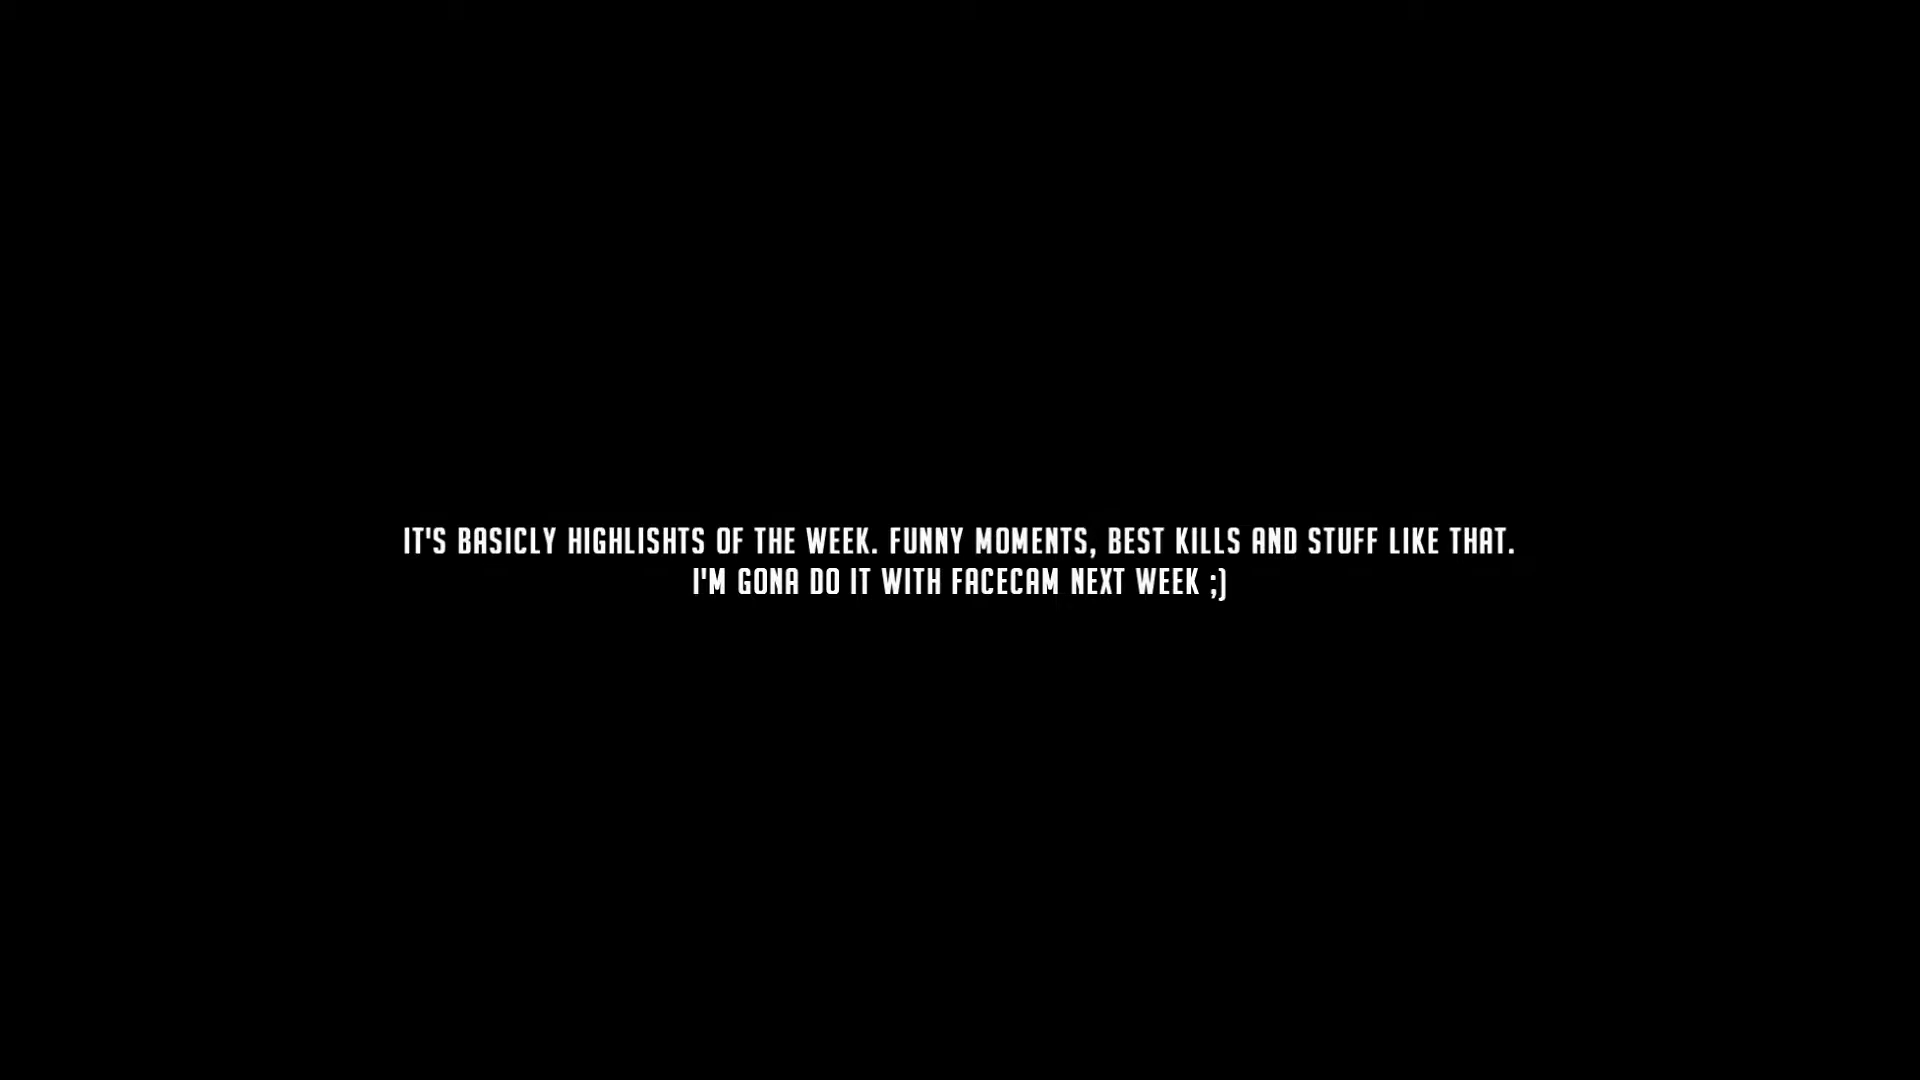 IT'S BASICLY HIGHLISHTS OF THE WEEK. FUNNY MOMENTS, BEST KILLS AND STUFF LIKE THAT.
I'M GONA DO IT WITH FACECAM NEXT WEEK ;)